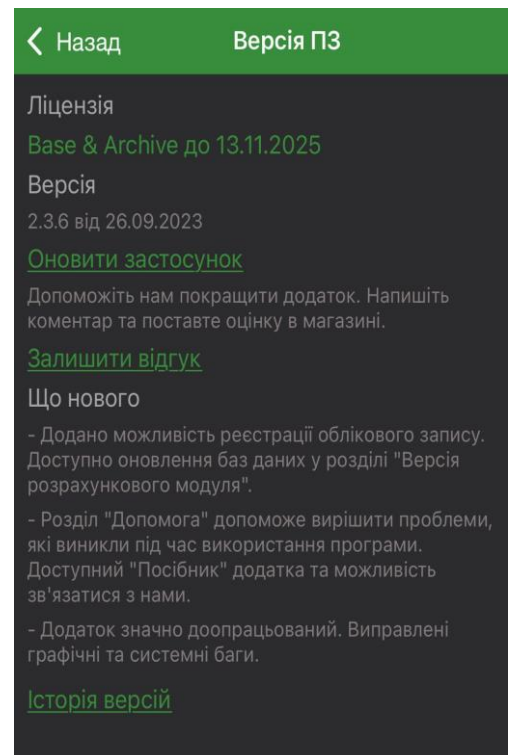 Назад
Версія ПЗ
Ліцензія
Base & Archive до 13.11.2025
Версія
2.3.6 від 26.09.2023
Оновити застосунок
Допоможіть нам покращити додаток. Напишіть
коментар та поставте оцінку в магазині.
Залишити відгук
Що нового
- Додано можливість реєстрації облікового запису.
Доступно оновлення баз даних у розділі "Версія
розрахункового модуля".
- Розділ "Допомога" допоможе вирішити проблеми,
які виникли під час використання програми.
Доступний "Посібник" додатка та можливість
зв'язатися з нами.
- Додаток значно доопрацьований. Виправлені
графічні та системні баги.
Історія версій